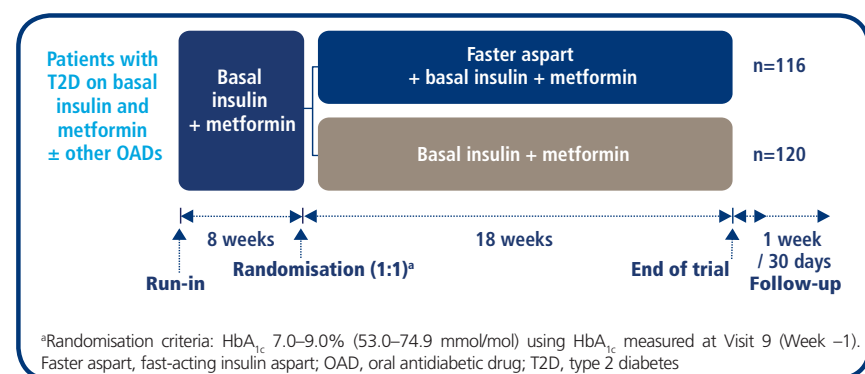 Patients with
T2D on basal
insulin and
metformin
± other OADs
Basal
insulin
+ metformin
Faster aspart
+ basal insulin + metformin
n=116
Basal insulin + metformin
n=120
8 weeks
18 weeks
1 week
/ 30 days
Run-in
Randomisation (1:1)ᵃ
End of trial
Follow-up
ᵃRandomisation criteria: HbA1c 7.0–9.0% (53.0–74.9 mmol/mol) using HbA1c measured at Visit 9 (Week –1).
Faster aspart, fast-acting insulin aspart; OAD, oral antidiabetic drug; T2D, type 2 diabetes